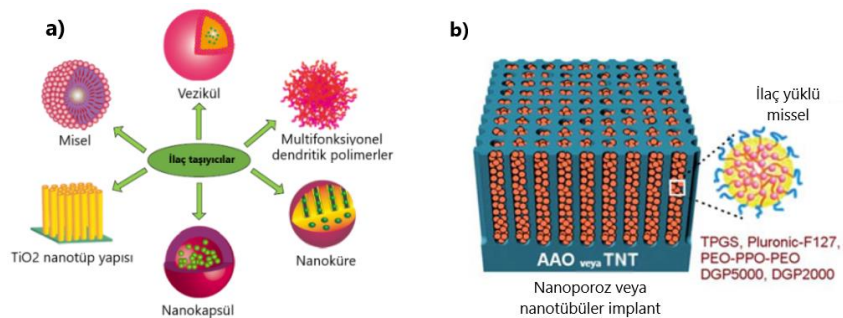 a)
Vezikül
Misel
Multifonksiyonel
dendritik polimerler
İlaç taşıyıcılar
TiO2 nanotüp yapısı
Nanoküre
Nanokapsül
b)
İlaç yüklü
missel
AAO veya TNT
Nanoporoz veya
nanotübüler implant
TPGS, Pluronic-F127,
PEO-PPO-PEO
DGP5000, DGP2000